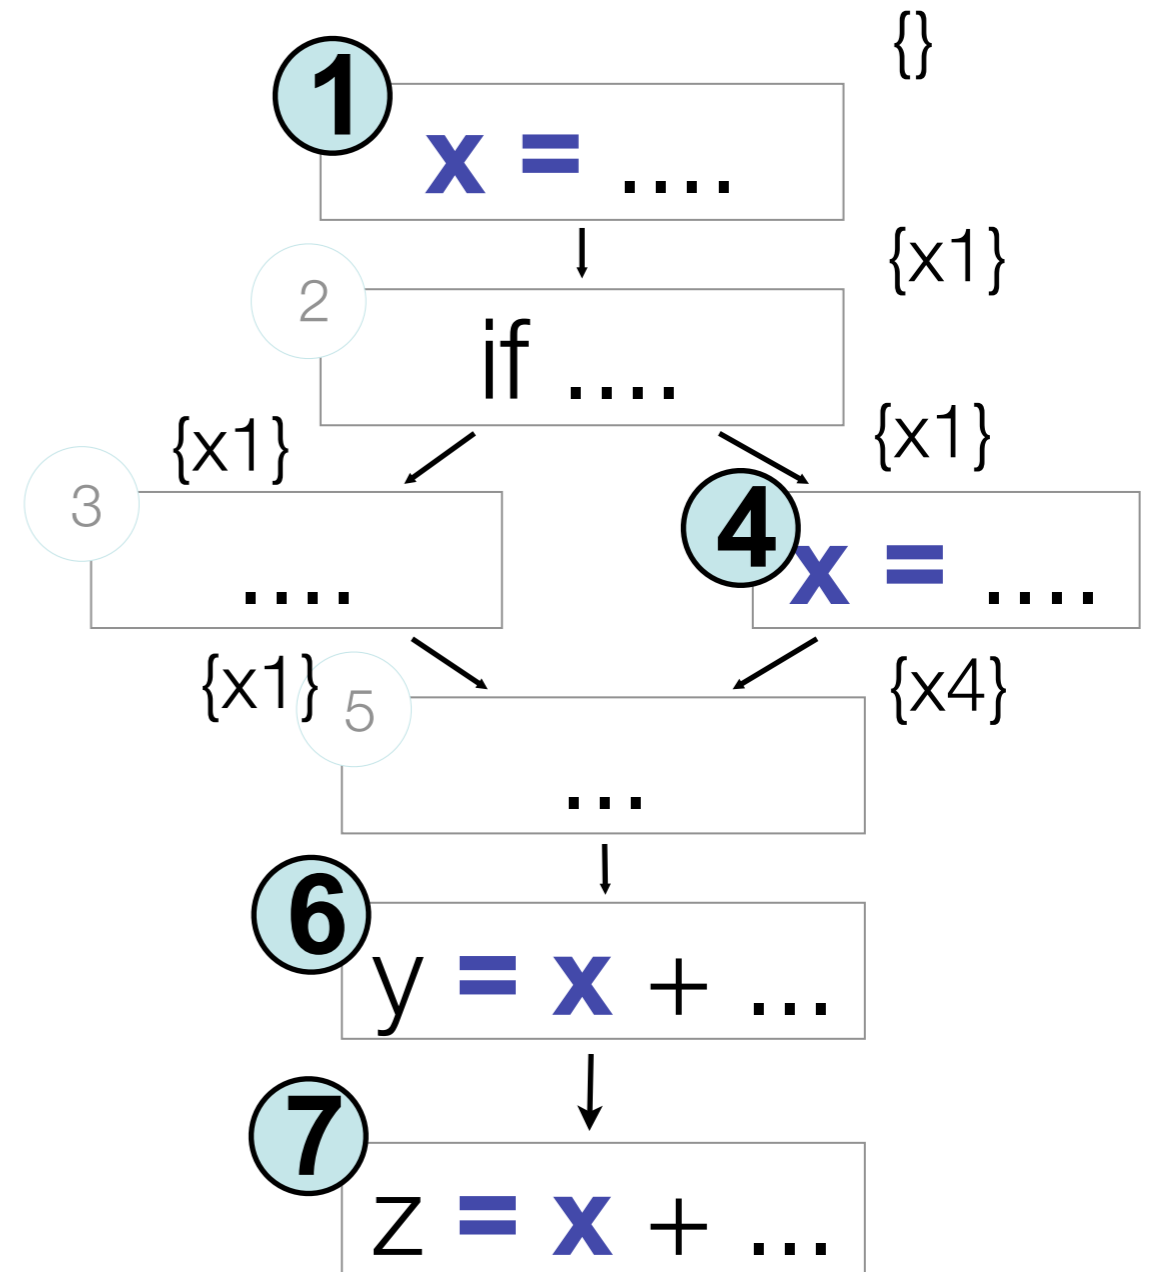 {}
1
x = ....
{x1}
2
if ....
{x1}
{x1}
3
....
4
x = ....
{x1}
{x4}
5
...
6
y = x + ...
7
z = x + ...